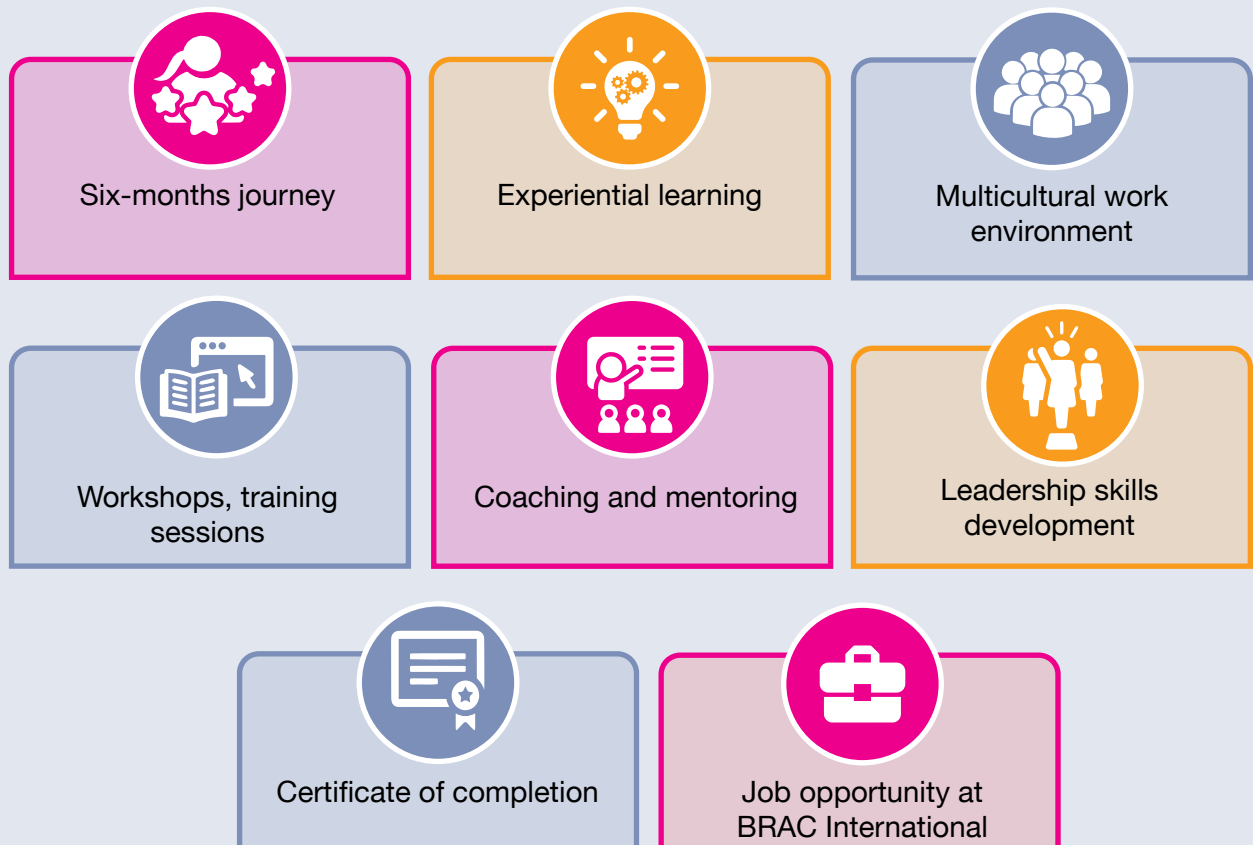 Six-months journey
Experiential learning
Multicultural work
environment
Workshops, training
sessions
Coaching and mentoring
Leadership skills
development
Certificate of completion
Job opportunity at
BRAC International